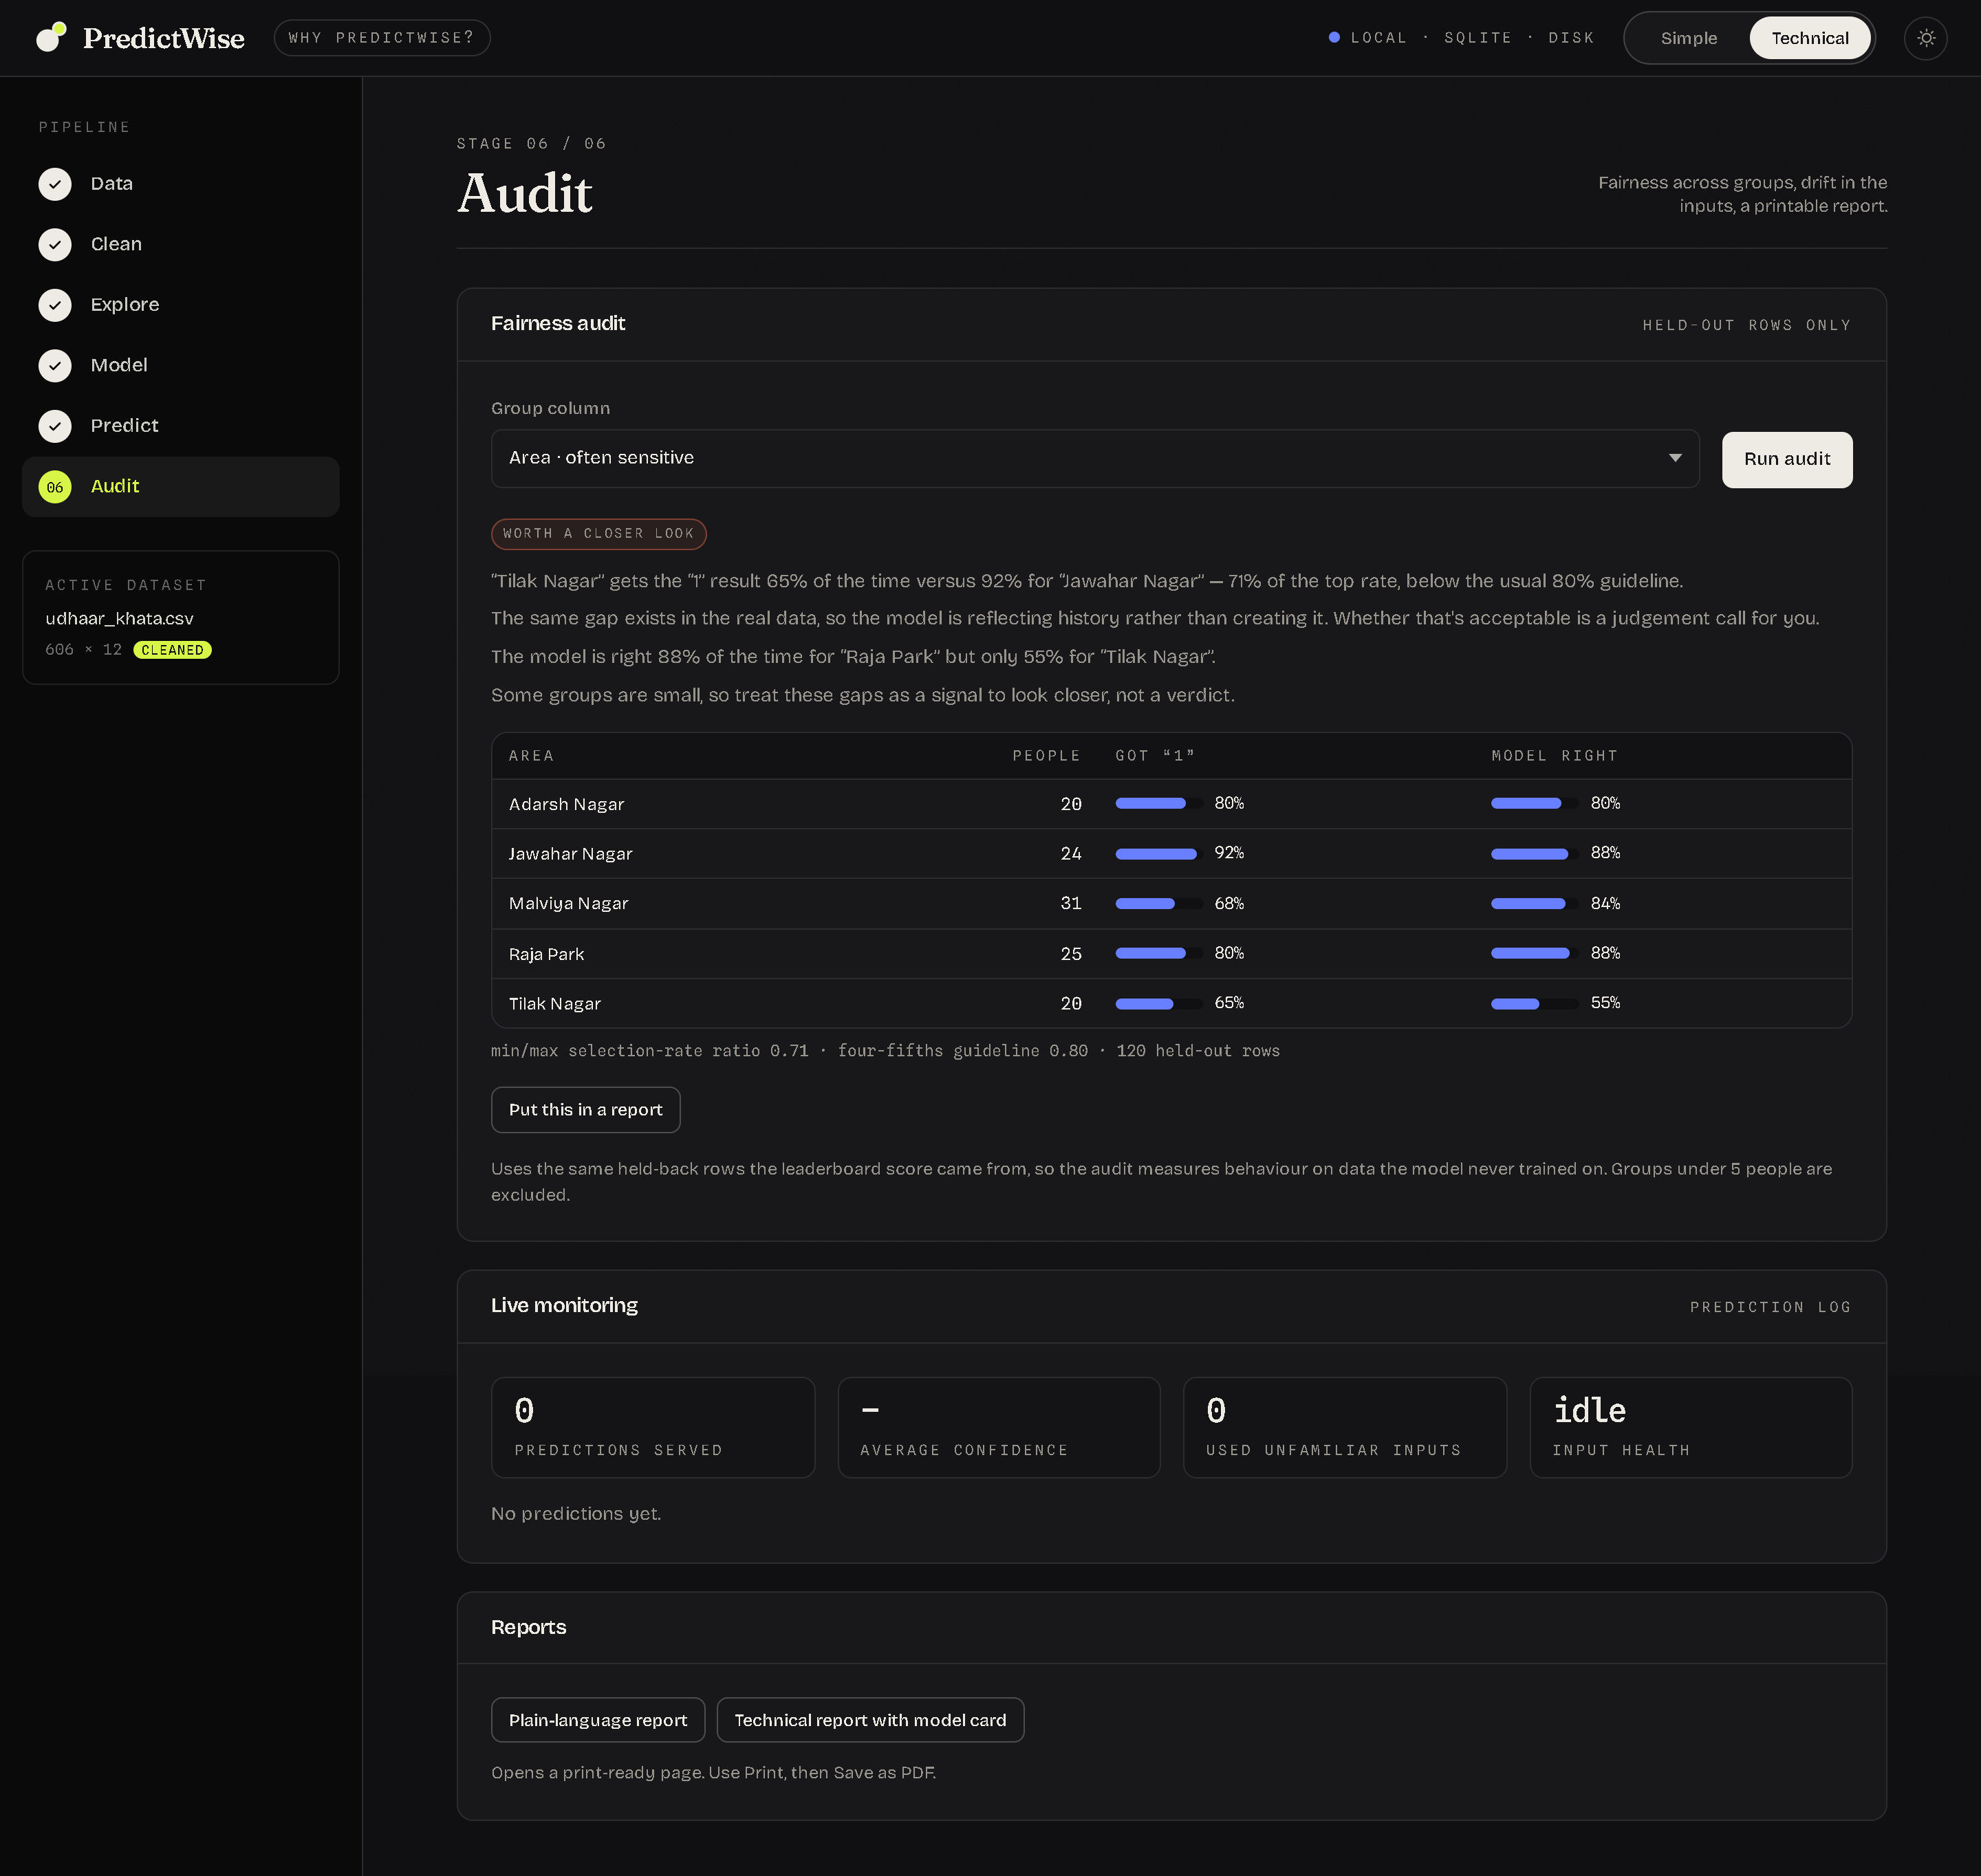 PredictWise
WHY PREDICTWISE?
LOCAL · SQLITE · DISK
Simple
Technical
PIPELINE
Data
Clean
Explore
Model
Predict
06 Audit
ACTIVE DATASET
udhaar_khata.csv
606 × 12 CLEANED
STAGE 06 / 06
Audit
Fairness across groups, drift in the
inputs, a printable report.
Fairness audit
HELD-OUT ROWS ONLY
Group column
Area · often sensitive
Run audit
WORTH A CLOSER LOOK
“Tilak Nagar” gets the “1” result 65% of the time versus 92% for “Jawahar Nagar” — 71% of the top rate, below the usual 80% guideline.
The same gap exists in the real data, so the model is reflecting history rather than creating it. Whether that's acceptable is a judgement call for you.
The model is right 88% of the time for “Raja Park” but only 55% for “Tilak Nagar”.
Some groups are small, so treat these gaps as a signal to look closer, not a verdict.
AREA PEOPLE GOT “1” MODEL RIGHT
Adarsh Nagar 20 80% 80%
Jawahar Nagar 24 92% 88%
Malviya Nagar 31 68% 84%
Raja Park 25 80% 88%
Tilak Nagar 20 65% 55%
min/max selection-rate ratio 0.71 · four-fifths guideline 0.80 · 120 held-out rows
Put this in a report
Uses the same held-back rows the leaderboard score came from, so the audit measures behaviour on data the model never trained on. Groups under 5 people are
excluded.
Live monitoring
PREDICTION LOG
0
PREDICTIONS SERVED
–
AVERAGE CONFIDENCE
0
USED UNFAMILIAR INPUTS
idle
INPUT HEALTH
No predictions yet.
Reports
Plain-language report
Technical report with model card
Opens a print-ready page. Use Print, then Save as PDF.